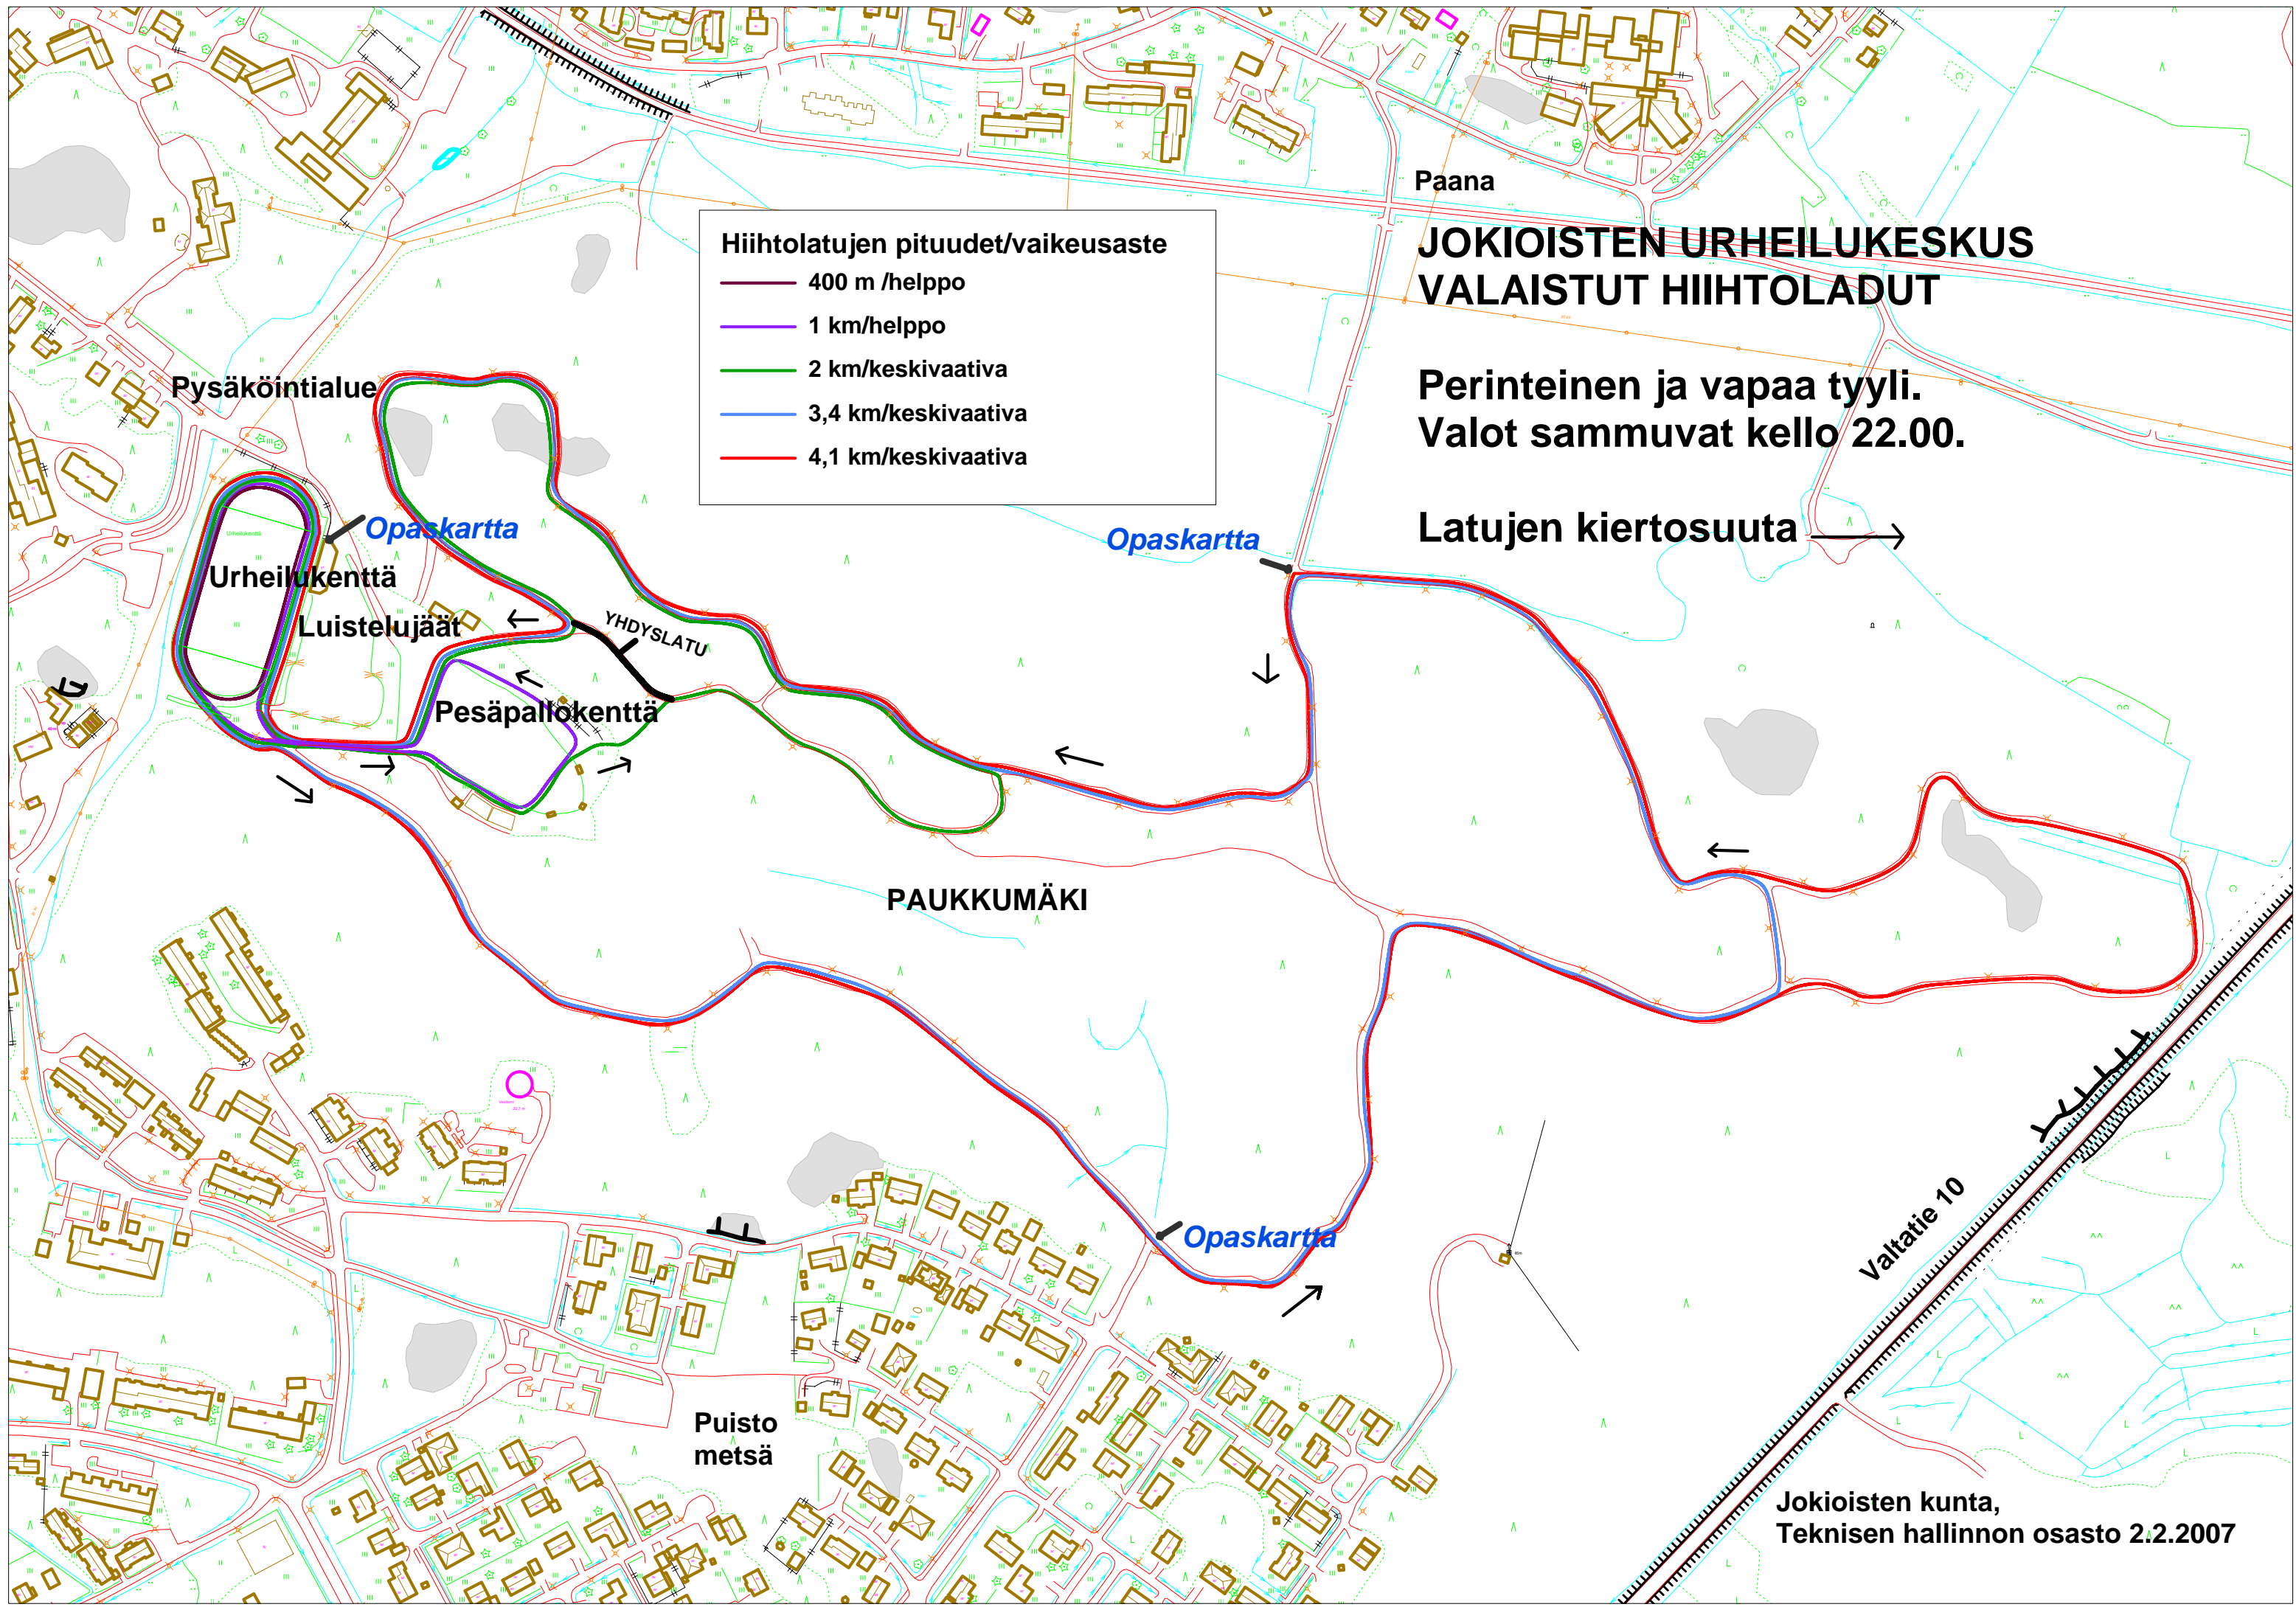 Paana
JOKIOISTEN URHEILUKESKUS
VALAISTUT HIIHTOLADUT
Hiihtolatujen pituudet/vaikeusaste
400 m /helppo
1 km/helppo
2 km/keskivaativa
3,4 km/keskivaativa
4,1 km/keskivaativa
Perinteinen ja vapaa tyyli.
Valot sammuvat kello 22.00.
Latujen kiertosuuta
Pysäköintialue
Opaskartta
Opaskartta
Urheilukenttä
Urheilukenttä
Luistelujäät
YHDYSLATU
Pesäpallokenttä
PAUKKUMÄKI
Opaskartta
Valtatie 10
Puisto
metsä
Jokioisten kunta,
Teknisen hallinnon osasto 2.2.2007